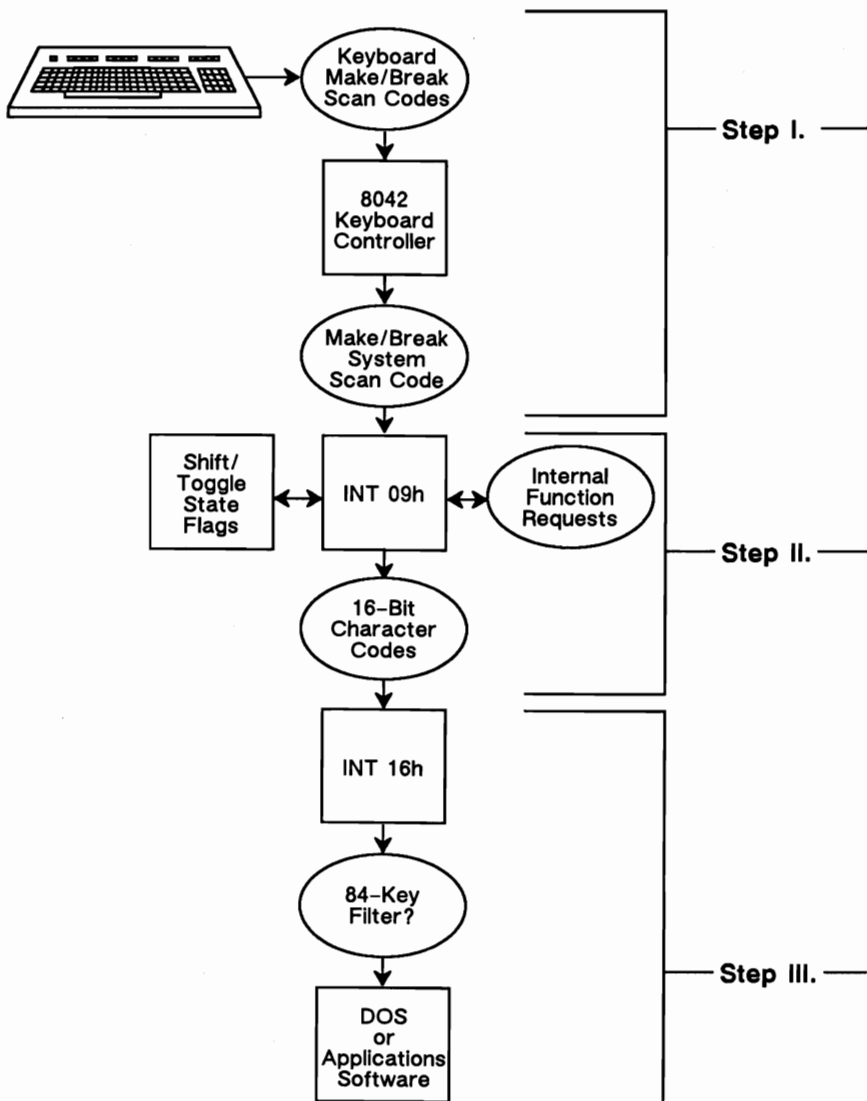 Keyboard
Make/Break
Scan Codes
Step I.
8042
Keyboard
Controller
Make/Break
System
Scan Code
Shift/
Toggle
State
Flags
INT 09h
Internal
Function
Requests
Step II.
16-Bit
Character
Codes
INT 16h
84-Key
Filter?
Step III.
DOS
or
Applications
Software